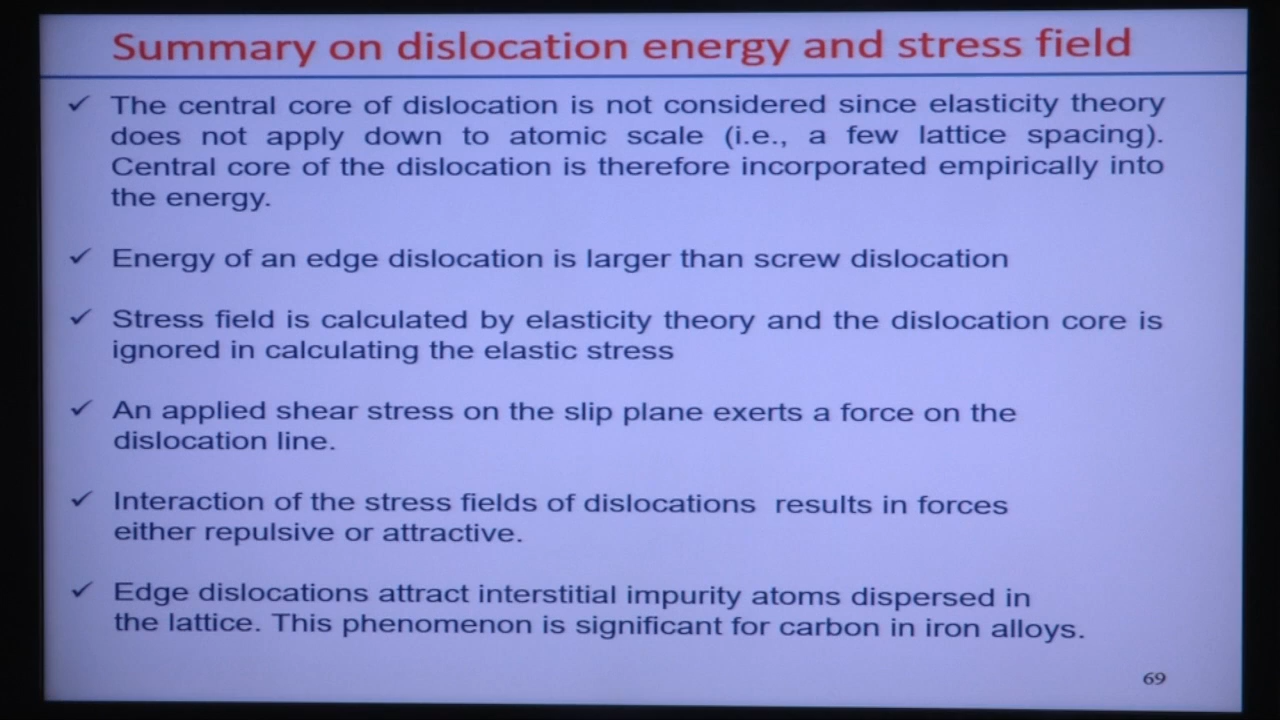 Summary on dislocation energy and stress field
✓ The central core of dislocation is not considered since elasticity theory
does not apply down to atomic scale (i.e., a few lattice spacing).
Central core of the dislocation is therefore incorporated empirically into
the energy.
✓ Energy of an edge dislocation is larger than screw dislocation
✓ Stress field is calculated by elasticity theory and the dislocation core is
ignored in calculating the elastic stress
✓ An applied shear stress on the slip plane exerts a force on the
dislocation line.
✓ Interaction of the stress fields of dislocations results in forces
either repulsive or attractive.
✓ Edge dislocations attract interstitial impurity atoms dispersed in
the lattice. This phenomenon is significant for carbon in iron alloys.
69